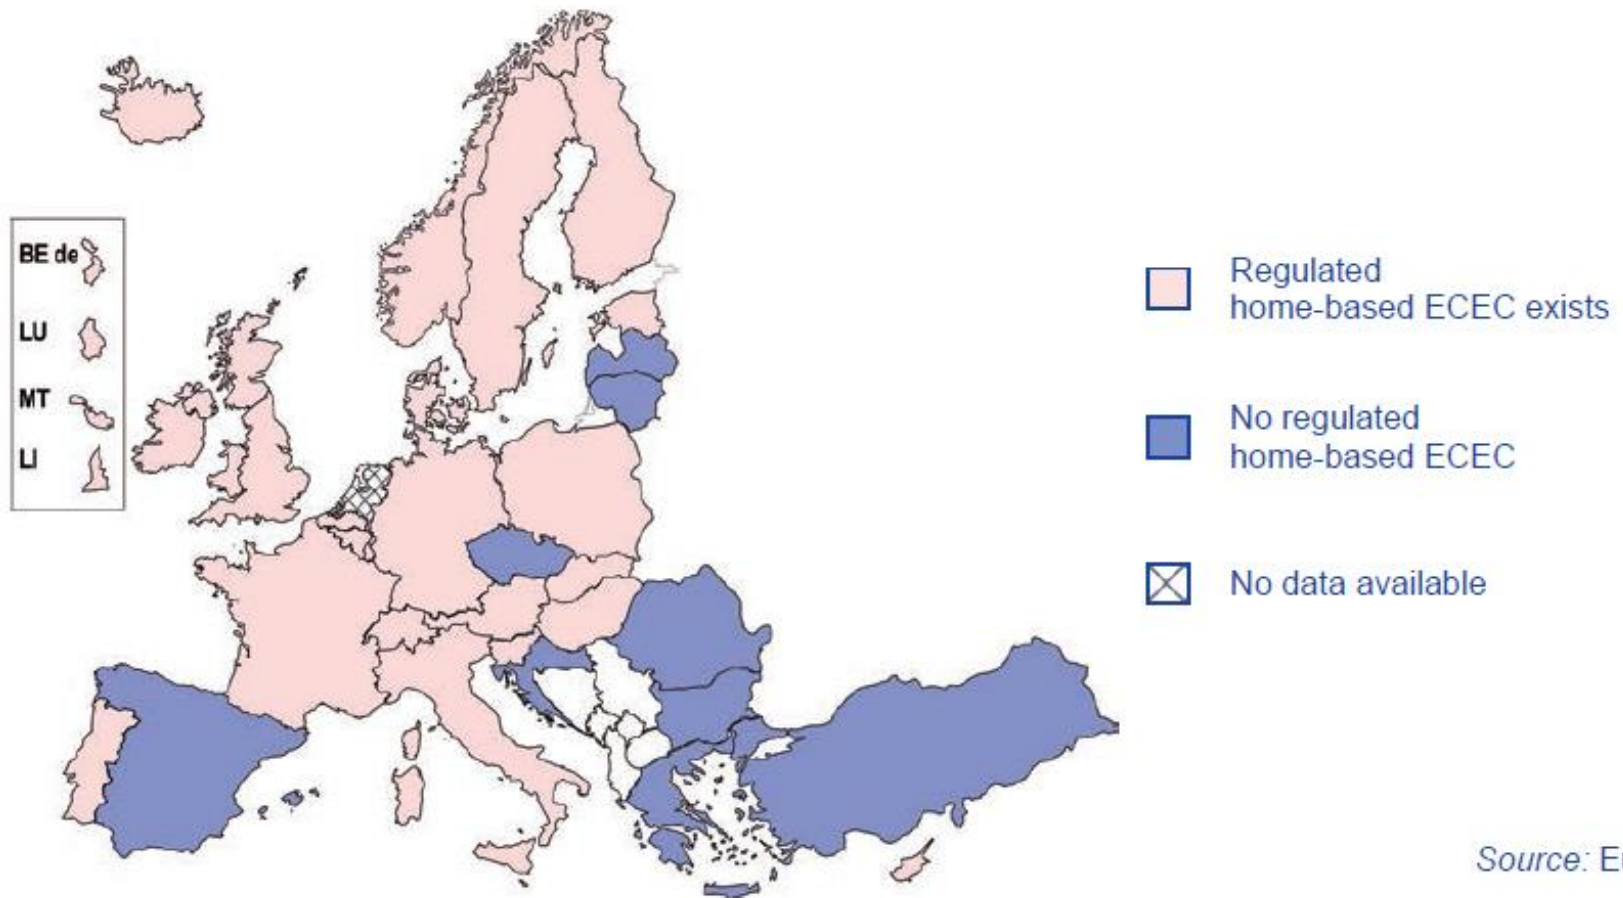 BE de
LU
MT
LI
Regulated
home-based ECEC exists
No regulated
home-based ECEC
No data available
Source: